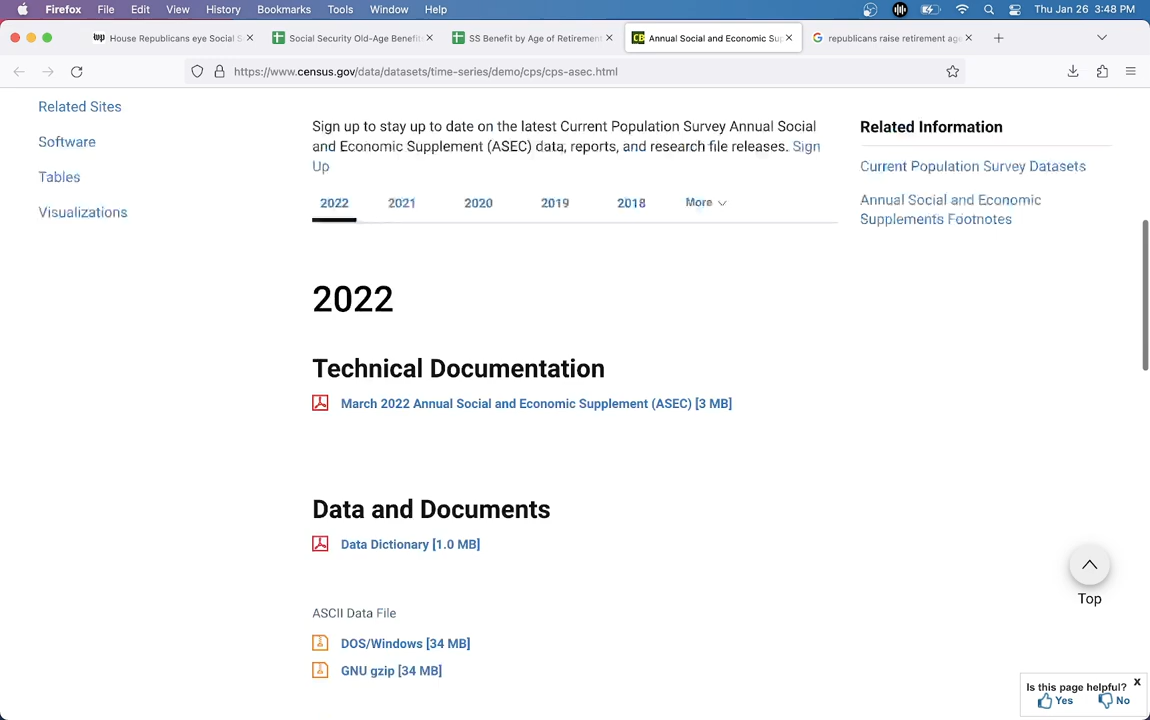 Firefox File Edit View History Bookmarks Tools Window Help Thu Jan 26 3:48 PM
wp House Republicans eye Social S Social Security Old-Age Benefit SS Benefit by Age of Retirement CB Annual Social and Economic Su republicans raise retirement age
https://www.census.gov/data/datasets/time-series/demo/cps/cps-asec.html
Related Sites
Software
Tables
Visualizations
Sign up to stay up to date on the latest Current Population Survey Annual Social
and Economic Supplement (ASEC) data, reports, and research file releases. Sign
Up
2022 2021 2020 2019 2018 More
2022
Technical Documentation
March 2022 Annual Social and Economic Supplement (ASEC) [3 MB]
Data and Documents
Data Dictionary [1.0 MB]
ASCII Data File
DOS/Windows [34 MB]
GNU gzip [34 MB]
Related Information
Current Population Survey Datasets
Annual Social and Economic
Supplements Footnotes
Top
Is this page helpful? x
Yes No